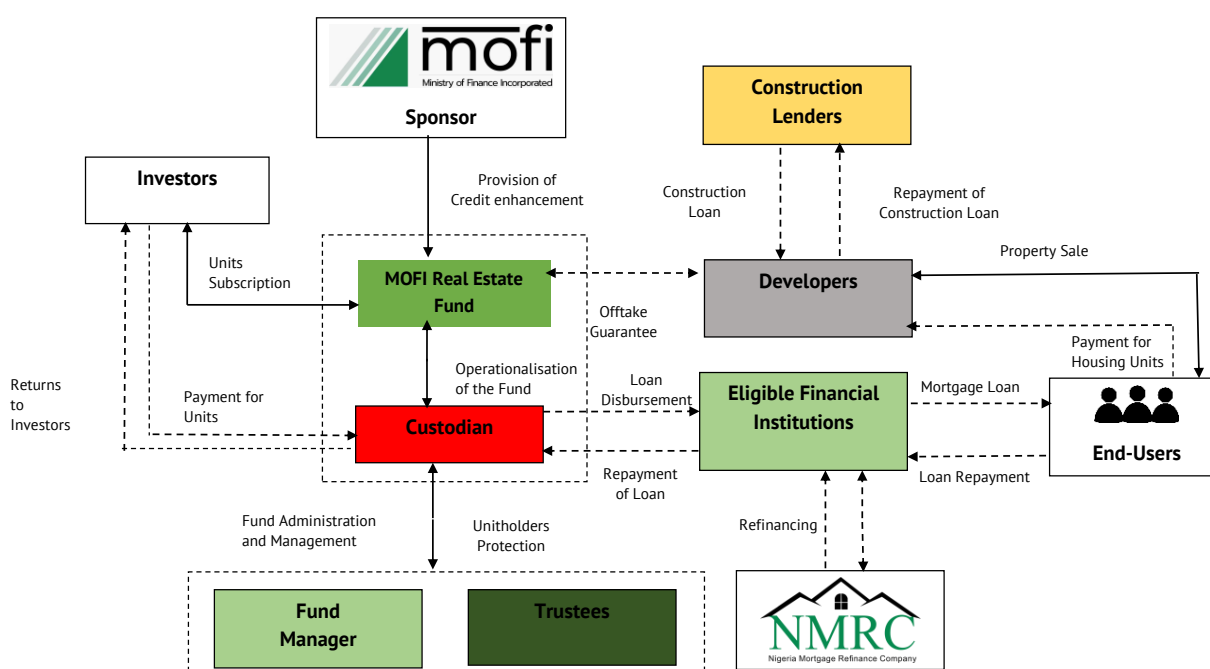 mofi
Ministry of Finance Incorporated
Sponsor
Construction
Lenders
Investors
Provision of
Credit enhancement
Construction
Loan
Repayment of
Construction Loan
Property Sale
Units
Subscription
MOFI Real Estate
Fund
Developers
Offtake
Guarantee
Payment for
Housing Units
Returns
to
Investors
Payment for
Units
Operationalisation
of the Fund
Loan
Disbursement
Eligible Financial
Institutions
Mortgage Loan
Custodian
End-Users
Repayment
of Loan
Loan Repayment
Fund Administration
and Management
Unitholders
Protection
Refinancing
Fund
Manager
Trustees
NMRC
Nigeria Mortgage Refinance Company